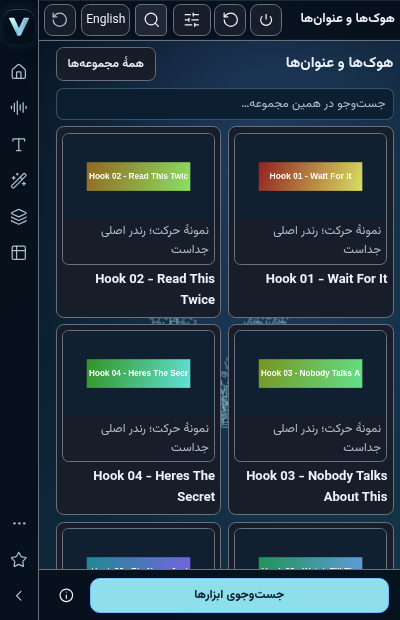 English
هوک‌ها و عنوان‌ها
هوک‌ها و عنوان‌ها
همهٔ مجموعه‌ها
جست‌وجو در همین مجموعه...
Hook 01 - Wait For It
نمونهٔ حرکت؛ رندر اصلی
جداست
Hook 01 - Wait For It
Hook 02 - Read This Twic
نمونهٔ حرکت؛ رندر اصلی
جداست
Hook 02 - Read This
Twice
Hook 03 - Nobody Talks A
نمونهٔ حرکت؛ رندر اصلی
جداست
Hook 03 - Nobody Talks
About This
Hook 04 - Heres The Secr
نمونهٔ حرکت؛ رندر اصلی
جداست
Hook 04 - Heres The
Secret
جست‌وجوی ابزارها